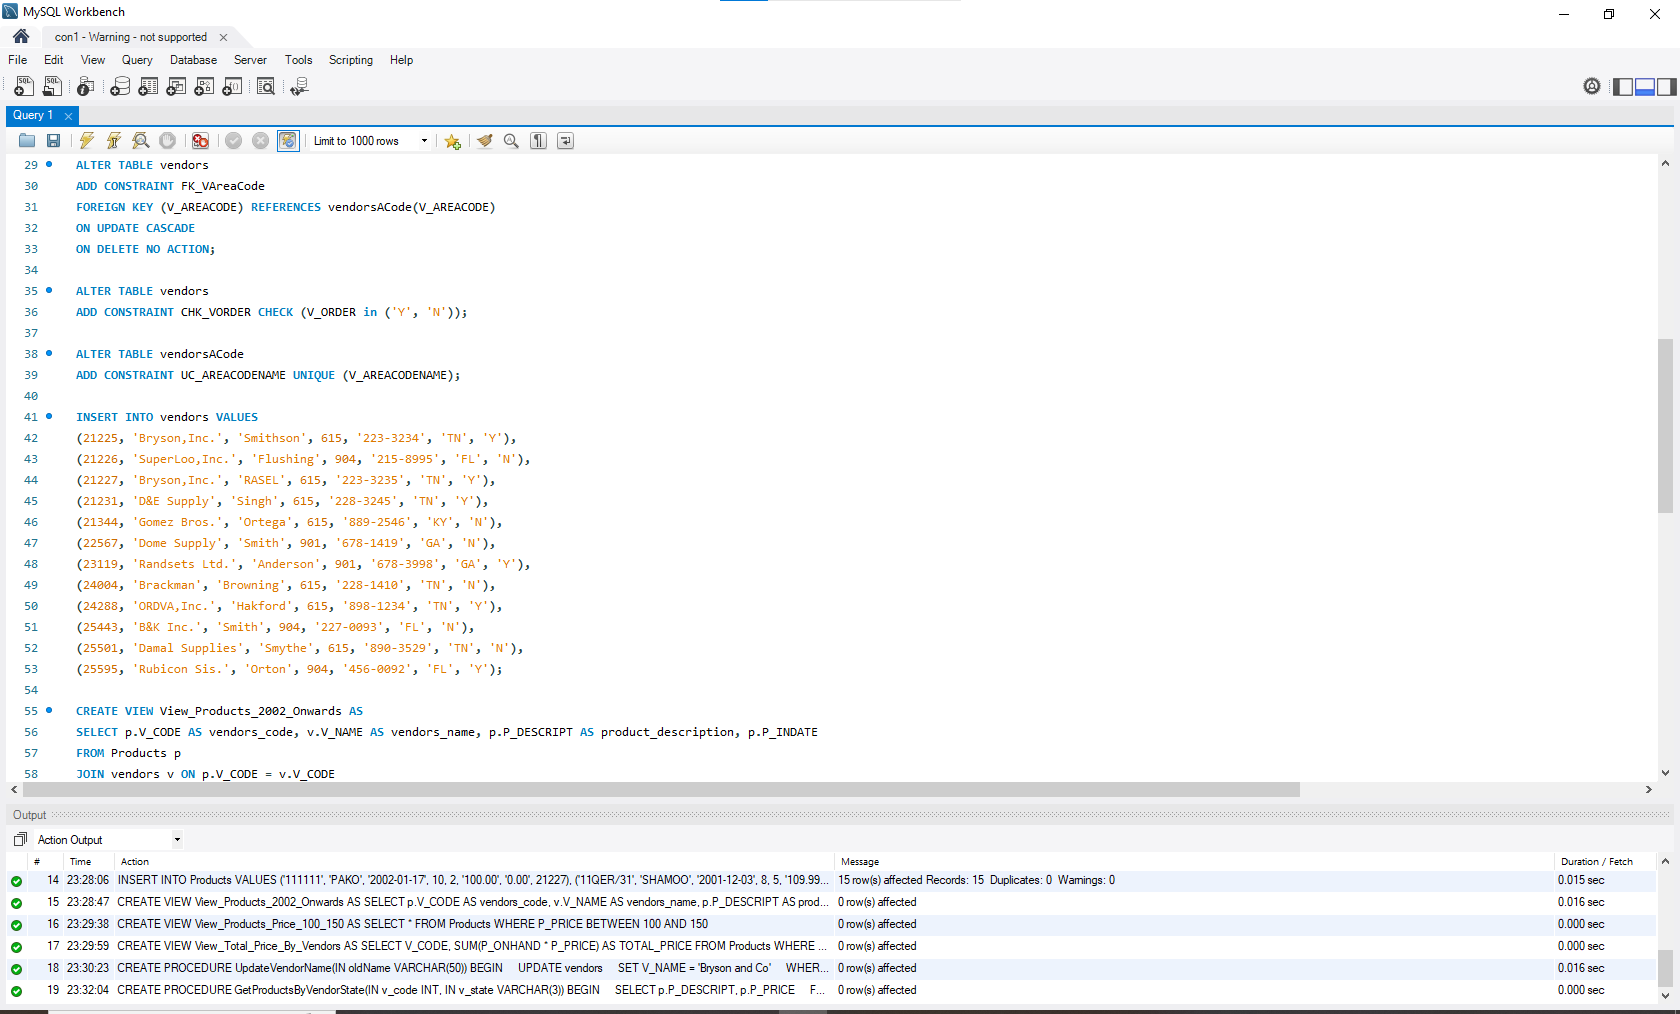 MySQL Workbench
con1 - Warning - not supported
File Edit View Query Database Server Tools Scripting Help
Query 1
Limit to 1000 rows
29 ALTER TABLE vendors
30 ADD CONSTRAINT FK_VAreaCode
31 FOREIGN KEY (V_AREACODE) REFERENCES vendorsACode(V_AREACODE)
32 ON UPDATE CASCADE
33 ON DELETE NO ACTION;
34
35 ALTER TABLE vendors
36 ADD CONSTRAINT CHK_VORDER CHECK (V_ORDER in ('Y', 'N'));
37
38 ALTER TABLE vendorsACode
39 ADD CONSTRAINT UC_AREACODENAME UNIQUE (V_AREACODENAME);
40
41 INSERT INTO vendors VALUES
42 (21225, 'Bryson,Inc.', 'Smithson', 615, '223-3234', 'TN', 'Y'),
43 (21226, 'SuperLoo,Inc.', 'Flushing', 904, '215-8995', 'FL', 'N'),
44 (21227, 'Bryson,Inc.', 'RASEL', 615, '223-3235', 'TN', 'Y'),
45 (21231, 'D&E Supply', 'Singh', 615, '228-3245', 'TN', 'Y'),
46 (21344, 'Gomez Bros.', 'Ortega', 615, '889-2546', 'KY', 'N'),
47 (22567, 'Dome Supply', 'Smith', 901, '678-1419', 'GA', 'N'),
48 (23119, 'Randsets Ltd.', 'Anderson', 901, '678-3998', 'GA', 'Y'),
49 (24004, 'Brackman', 'Browning', 615, '228-1410', 'TN', 'N'),
50 (24288, 'ORDVA,Inc.', 'Hakford', 615, '898-1234', 'TN', 'Y'),
51 (25443, 'B&K Inc.', 'Smith', 904, '227-0093', 'FL', 'N'),
52 (25501, 'Damal Supplies', 'Smythe', 615, '890-3529', 'TN', 'N'),
53 (25595, 'Rubicon Sis.', 'Orton', 904, '456-0092', 'FL', 'Y');
54
55 CREATE VIEW View_Products_2002_Onwards AS
56 SELECT p.V_CODE AS vendors_code, v.V_NAME AS vendors_name, p.P_DESCRIPT AS product_description, p.P_INDATE
57 FROM Products p
58 JOIN vendors v ON p.V_CODE = v.V_CODE
Output
Action Output
# Time Action Message Duration / Fetch
14 23:28:06 INSERT INTO Products VALUES ('111111', 'PAKO', '2002-01-17', 10, 2, '100.00', '0.00', 21227), ('11QER/31', 'SHAMOO', '2001-12-03', 8, 5, '109.99... 15 row(s) affected Records: 15 Duplicates: 0 Warnings: 0 0.015 sec
15 23:28:47 CREATE VIEW View_Products_2002_Onwards AS SELECT p.V_CODE AS vendors_code, v.V_NAME AS vendors_name, p.P_DESCRIPT AS prod... 0 row(s) affected 0.016 sec
16 23:29:38 CREATE VIEW View_Products_Price_100_150 AS SELECT * FROM Products WHERE P_PRICE BETWEEN 100 AND 150 0 row(s) affected 0.000 sec
17 23:29:59 CREATE VIEW View_Total_Price_By_Vendors AS SELECT V_CODE, SUM(P_ONHAND * P_PRICE) AS TOTAL_PRICE FROM Products WHERE ... 0 row(s) affected 0.000 sec
18 23:30:23 CREATE PROCEDURE UpdateVendorName(IN oldName VARCHAR(50)) BEGIN UPDATE vendors SET V_NAME = 'Bryson and Co' WHER... 0 row(s) affected 0.016 sec
19 23:32:04 CREATE PROCEDURE GetProductsByVendorState(IN v_code INT, IN v_state VARCHAR(3)) BEGIN SELECT p.P_DESCRIPT, p.P_PRICE F... 0 row(s) affected 0.000 sec